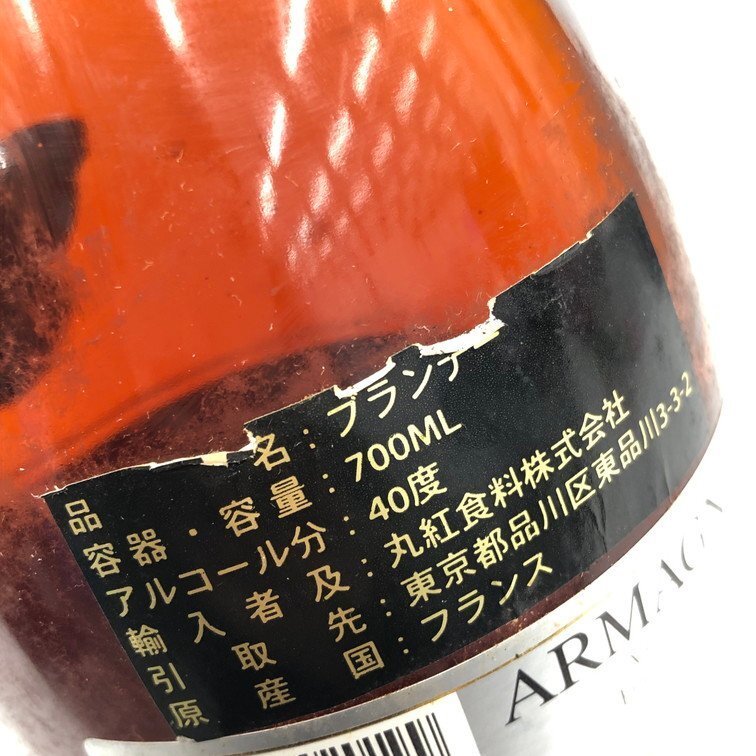 品名:ブランデ
容器・容量:700ML
アルコール分:40度
輸入者及:丸紅食料株式会社
引取先:東京都品川区東品川3-3-2
原産国:フランス
ARMAGN